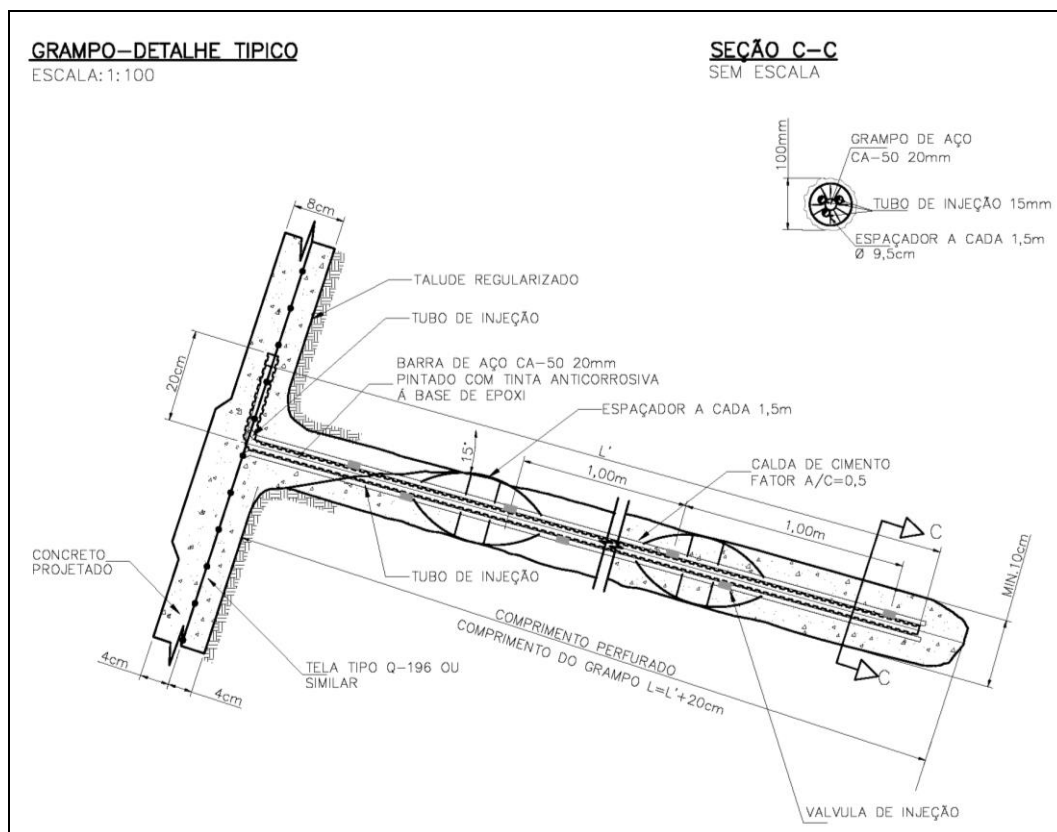 GRAMPO-DETALHE TIPICO
ESCALA: 1: 100
SEÇÃO C-C
SEM ESCALA
100mm
GRAMPO DE AÇO
CA-50 20mm
TUBO DE INJEÇÃO 15mm
ESPAÇADOR A CADA 1,5m
Ø 9,5cm
8cm
TALUDE REGULARIZADO
TUBO DE INJEÇÃO
20cm
BARRA DE AÇO CA-50 20mm
PINTADO COM TINTA ANTICORROSIVA
Á BASE DE EPOXI
ESPAÇADOR A CADA 1,5m
15°
L'
1,00m
CALDA DE CIMENTO
FATOR A/C=0,5
1,00m
C
MIN.10cm
CONCRETO
PROJETADO
TUBO DE INJEÇÃO
COMPRIMENTO PERFURADO
COMPRIMENTO DO GRAMPO L=L'+20cm
C
4cm
4cm
TELA TIPO Q-196 OU
SIMILAR
VALVULA DE INJEÇÃO